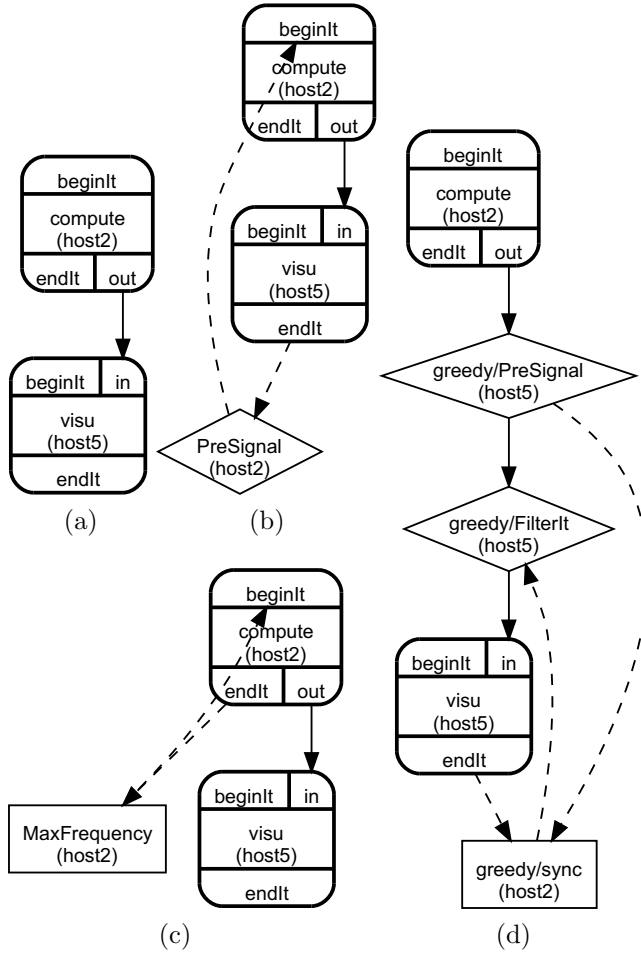 beginIt
compute
(host2)
endIt out
beginIt in
visu
(host5)
endIt
(a)
beginIt
compute
(host2)
endIt out
beginIt in
visu
(host5)
endIt
PreSignal
(host2)
(b)
beginIt
compute
(host2)
endIt out
MaxFrequency
(host2)
beginIt in
visu
(host5)
endIt
(c)
beginIt
compute
(host2)
endIt out
greedy/PreSignal
(host5)
greedy/FilterIt
(host5)
beginIt in
visu
(host5)
endIt
greedy/sync
(host2)
(d)